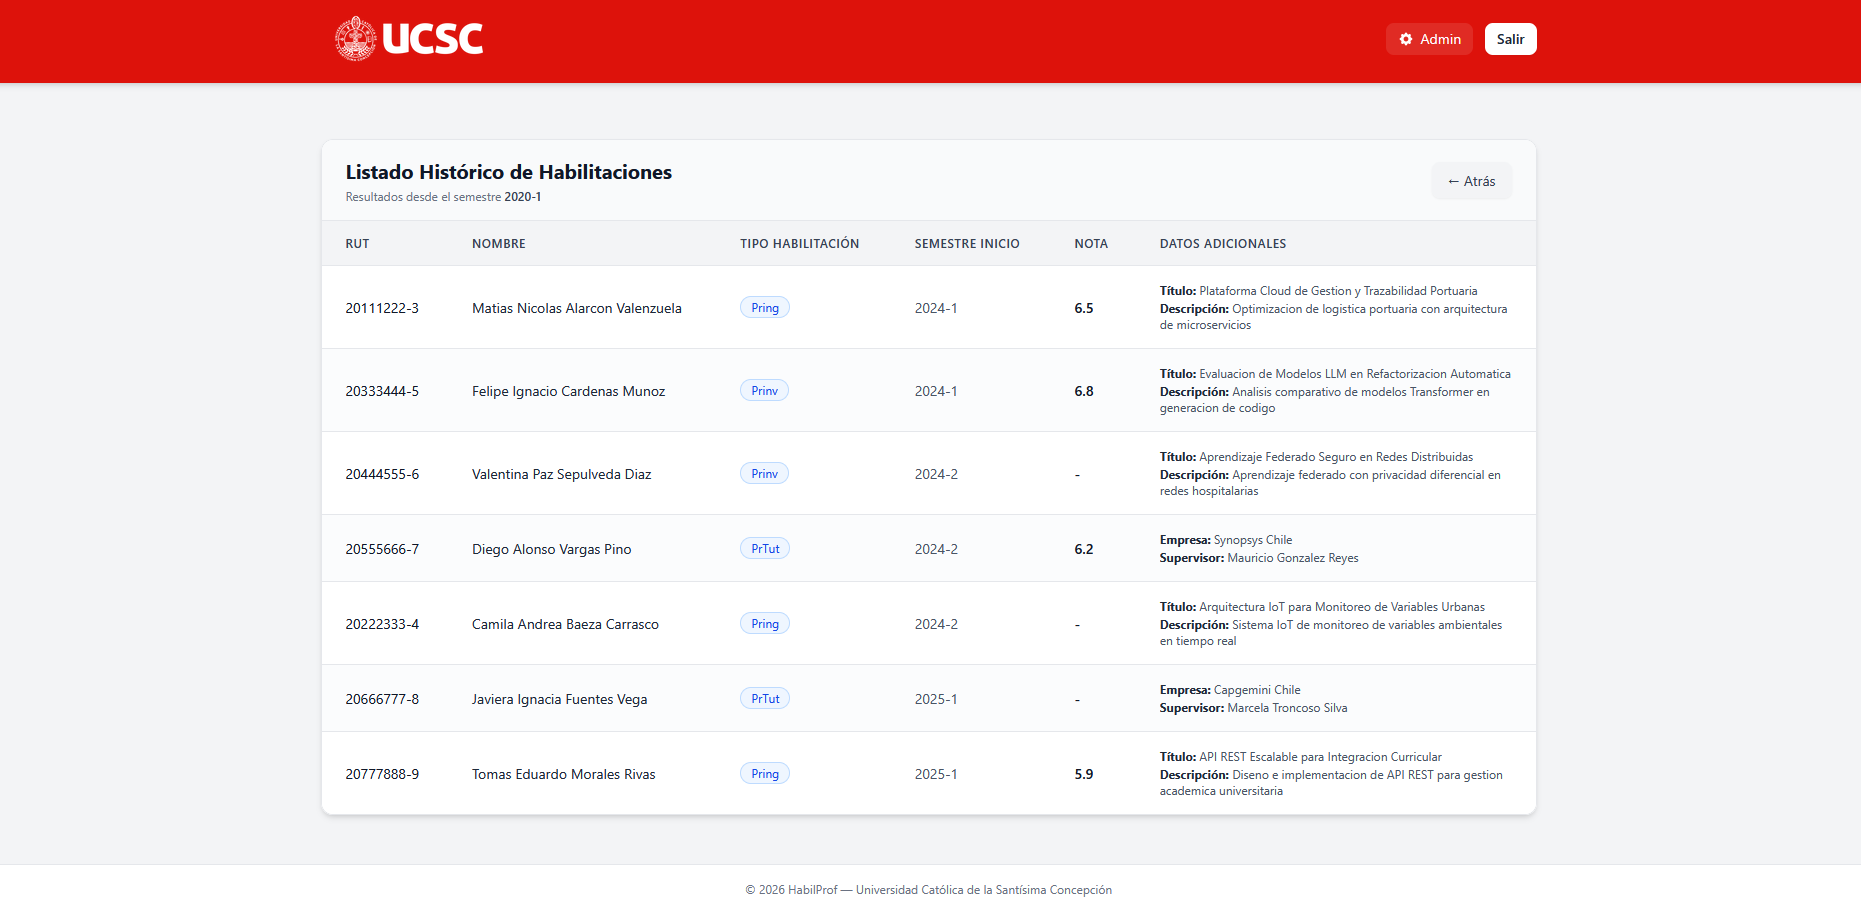 UCSC
Admin
Salir
Listado Histórico de Habilitaciones
Resultados desde el semestre 2020-1
← Atrás
RUT NOMBRE TIPO HABILITACIÓN SEMESTRE INICIO NOTA DATOS ADICIONALES
20111222-3 Matias Nicolas Alarcon Valenzuela Pring 2024-1 6.5
Título: Plataforma Cloud de Gestion y Trazabilidad Portuaria
Descripción: Optimizacion de logistica portuaria con arquitectura
de microservicios
20333444-5 Felipe Ignacio Cardenas Munoz Prinv 2024-1 6.8
Título: Evaluacion de Modelos LLM en Refactorizacion Automatica
Descripción: Analisis comparativo de modelos Transformer en
generacion de codigo
20444555-6 Valentina Paz Sepulveda Diaz Prinv 2024-2 -
Título: Aprendizaje Federado Seguro en Redes Distribuidas
Descripción: Aprendizaje federado con privacidad diferencial en
redes hospitalarias
20555666-7 Diego Alonso Vargas Pino PrTut 2024-2 6.2
Empresa: Synopsys Chile
Supervisor: Mauricio Gonzalez Reyes
20222333-4 Camila Andrea Baeza Carrasco Pring 2024-2 -
Título: Arquitectura IoT para Monitoreo de Variables Urbanas
Descripción: Sistema IoT de monitoreo de variables ambientales
en tiempo real
20666777-8 Javiera Ignacia Fuentes Vega PrTut 2025-1 -
Empresa: Capgemini Chile
Supervisor: Marcela Troncoso Silva
20777888-9 Tomas Eduardo Morales Rivas Pring 2025-1 5.9
Título: API REST Escalable para Integracion Curricular
Descripción: Diseno e implementacion de API REST para gestion
academica universitaria
© 2026 HabilProf — Universidad Católica de la Santísima Concepción